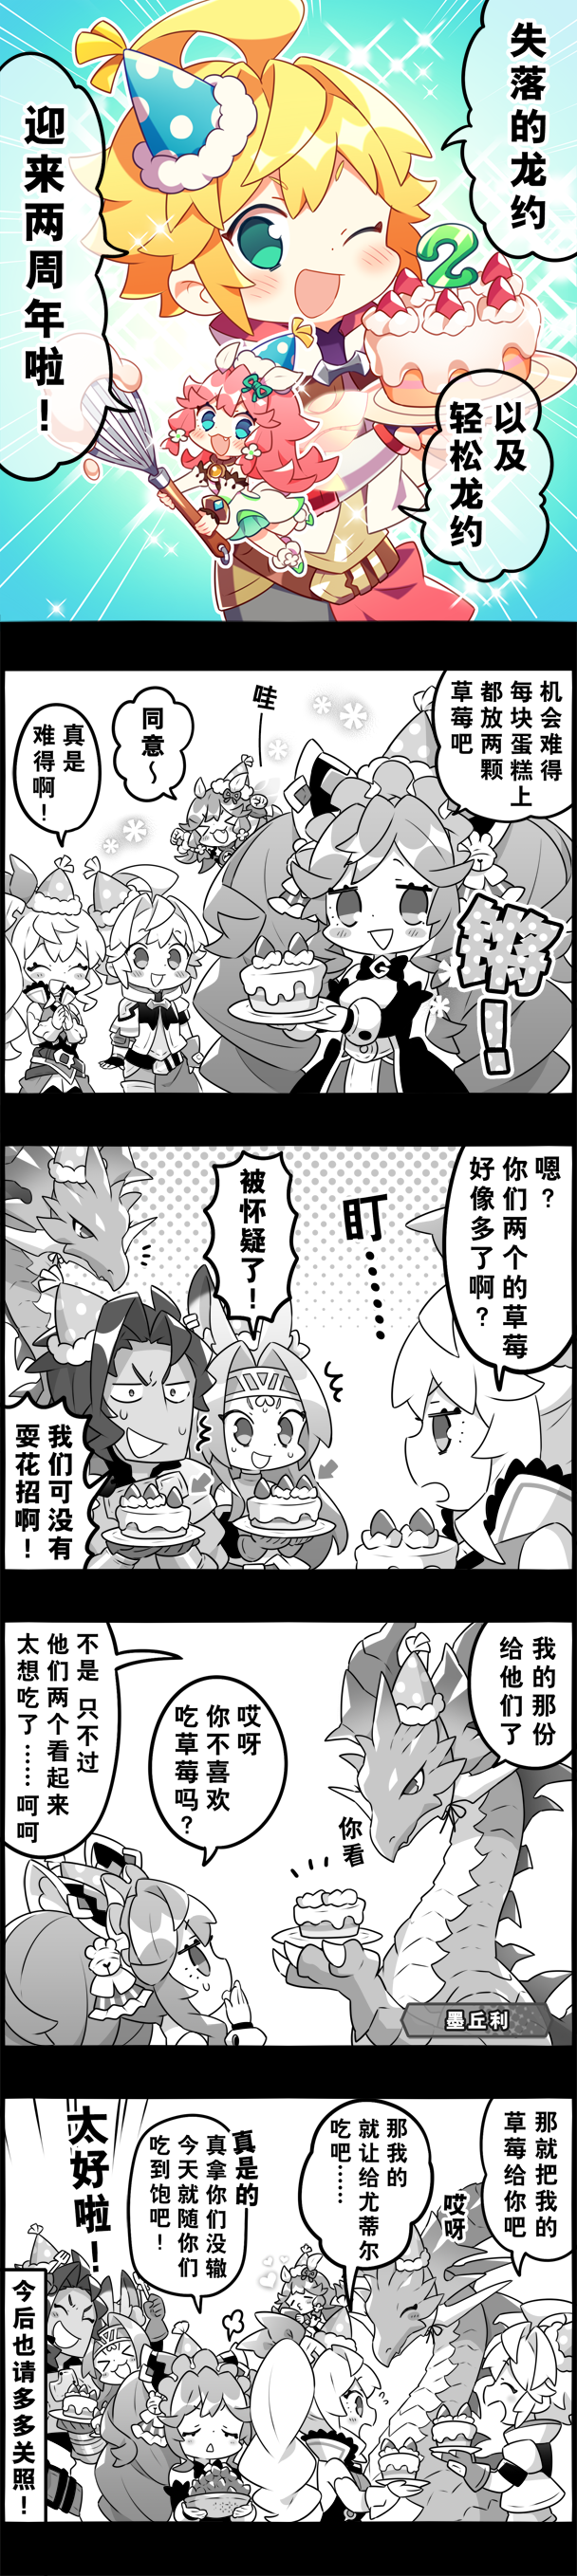 失落的龙约
迎来两周年啦！
以及
轻松龙约
机会难得
每块蛋糕上
都放两颗
草莓吧
锵！
哇
同意～
真是
难得啊！
嗯？
你们两个的草莓
好像多了啊？
盯……
被怀疑了！
我们可没有
耍花招啊！
我的那份
给他们了
你看
哎呀
你不喜欢
吃草莓吗？
不是 只不过
他们两个看起来
太想吃了……呵呵
墨丘利
那就把我的
草莓给你吧
哎呀
那我的
就让给尤蒂尔
吃吧……
真是的
真拿你们没辙
今天就随你们
吃到饱吧！
太好啦！
今后也请多多关照！